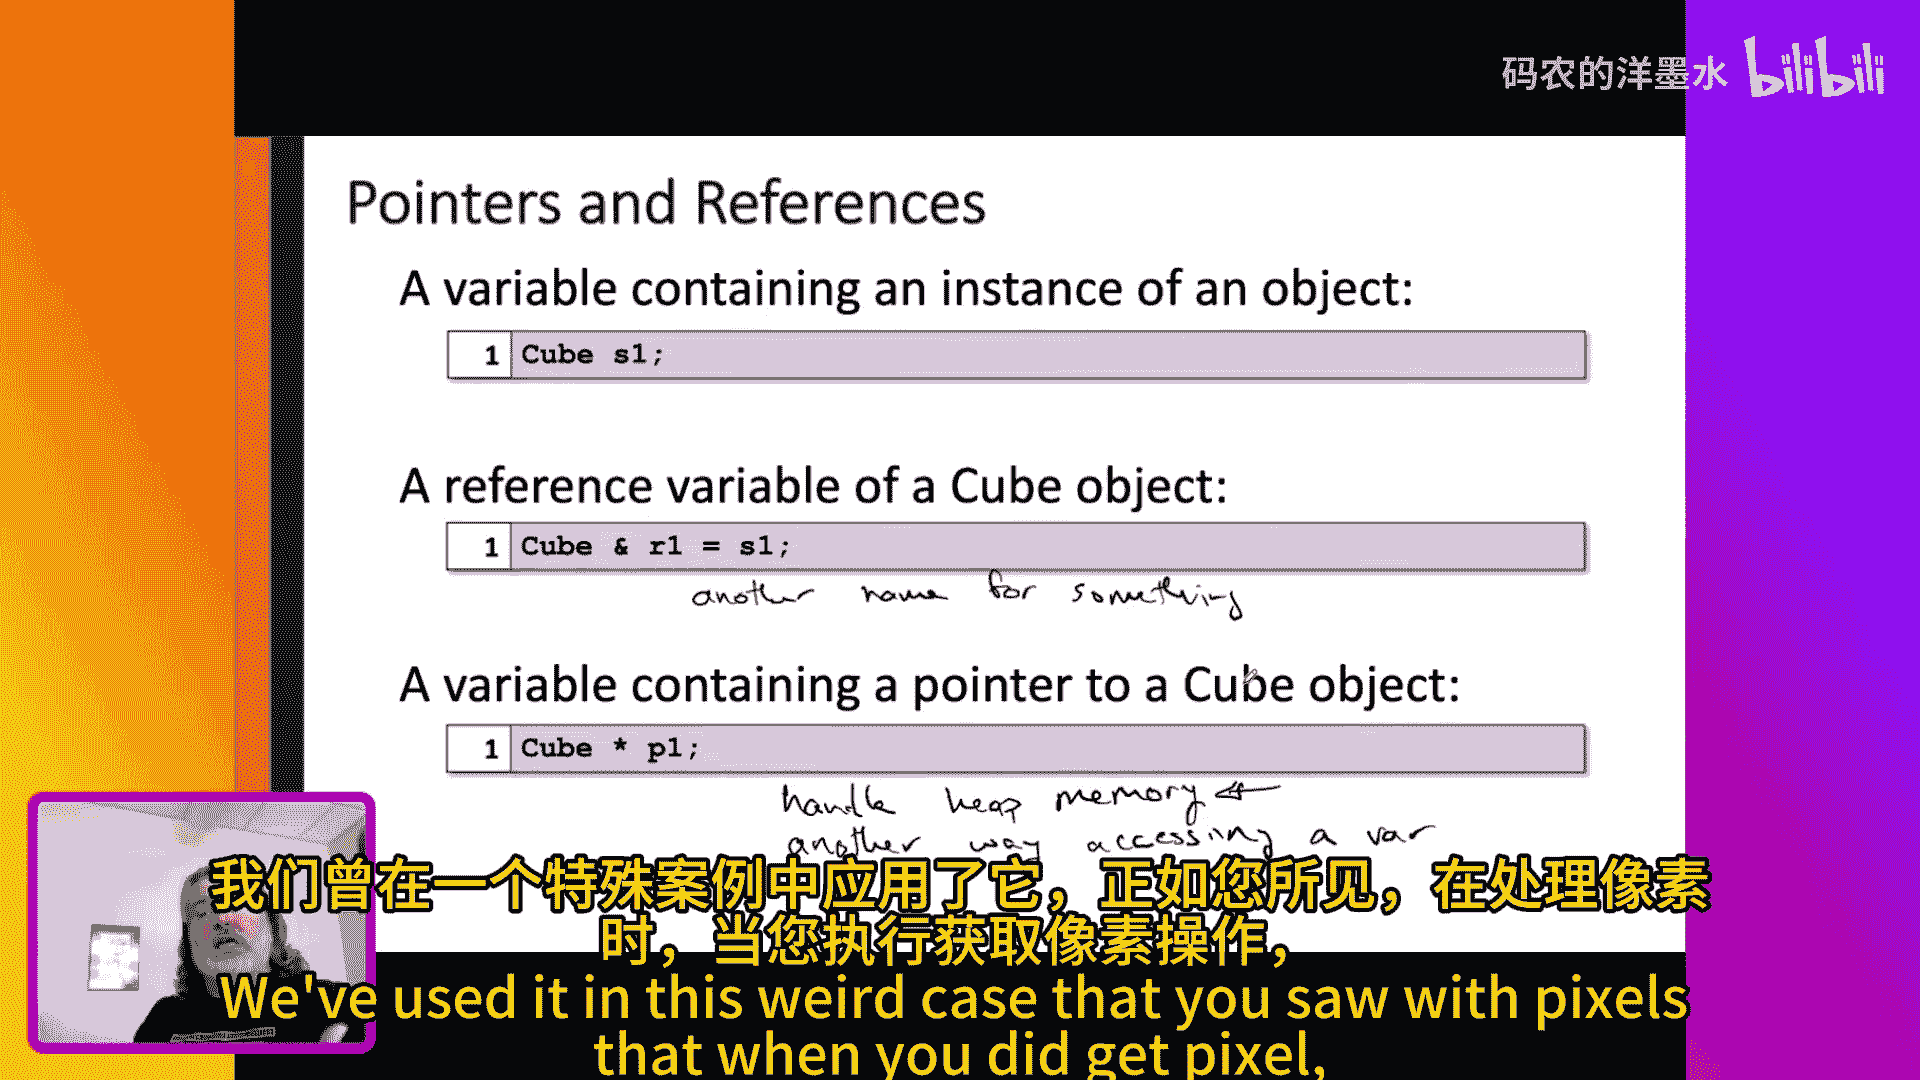 码农的洋墨水 bilibili
Pointers and References
A variable containing an instance of an object:
1 Cube s1;
A reference variable of a Cube object:
1 Cube & r1 = s1;
another name for something
A variable containing a pointer to a Cube object:
1 Cube * p1;
handle heap memory
another way accessing a var
我们曾在一个特殊案例中应用了它，正如您所见，在处理像素
时，当您执行获取像素操作，
We've used it in this weird case that you saw with pixels
that when you did get pixel,